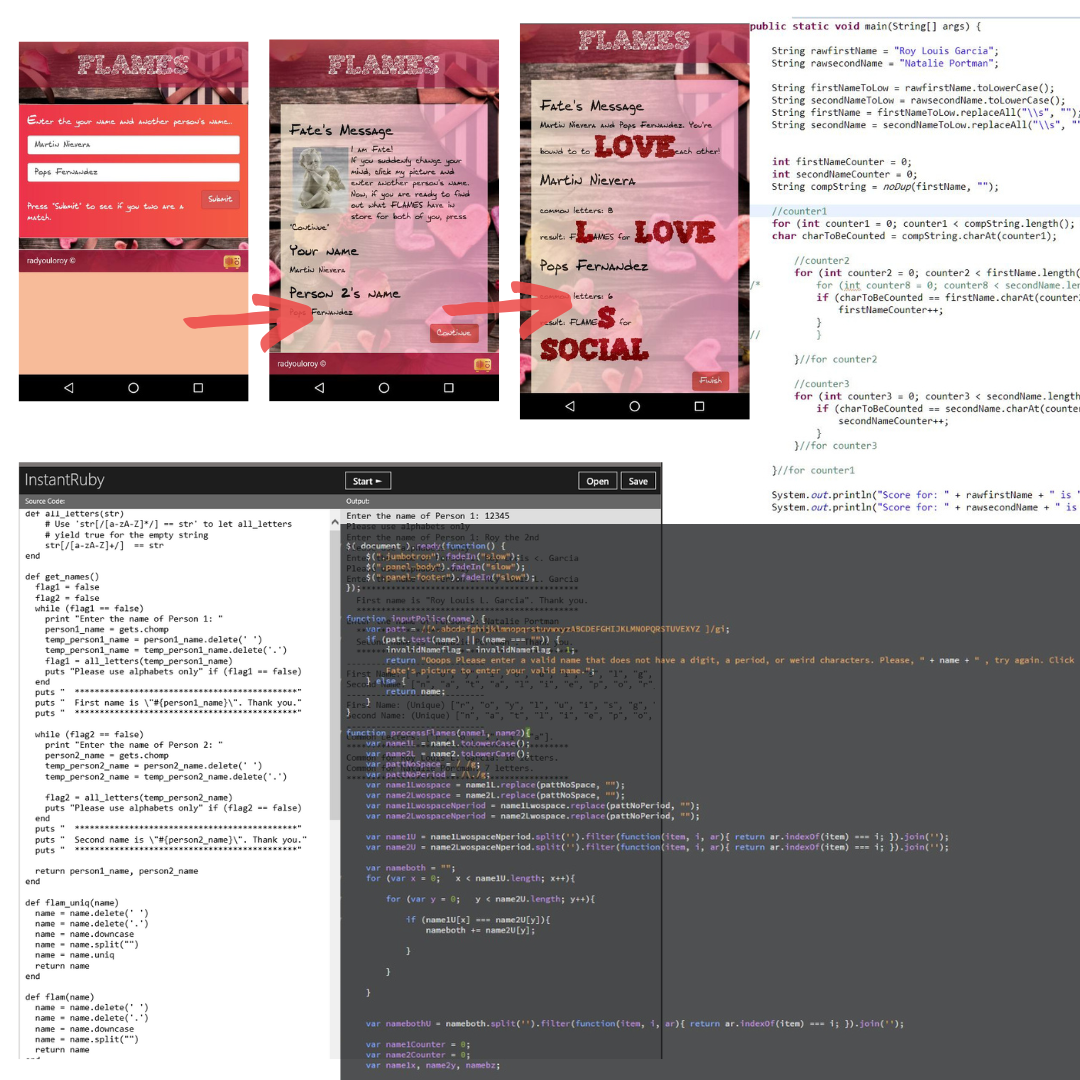 FLAMES
Enter the your name and another person's name..
Martin Nievera
Pops Fernandez
Submit
Press "Submit" to see if you two are a
match.
radyouloroy ©
FLAMES
Fate's Message
I am Fate!
If you suddenly change your
mind, click my picture and
enter another person's name.
Now, if you are ready to find
out what FLAMES have in
store for both of you, press
"Continue"
Your name
Martin Nievera
Person 2's name
Pops Fernandez
Continue
radyouloroy ©
FLAMES
Fate's Message
Martin Nievera and Pops Fernandez. You're
bound to to LOVE each other!
Martin Nievera
common letters: 8
result: FLAMES for LOVE
Pops Fernandez
common letters: 6
result: FLAMES for
SOCIAL
Finish
public static void main(String[] args) {
String rawfirstName = "Roy Louis Garcia";
String rawsecondName = "Natalie Portman";
String firstNameToLow = rawfirstName.toLowerCase();
String secondNameToLow = rawsecondName.toLowerCase();
String firstName = firstNameToLow.replaceAll("\\s", "");
String secondName = secondNameToLow.replaceAll("\\s", ""
int firstNameCounter = 0;
int secondNameCounter = 0;
String compString = noDup(firstName, "");
//counter1
for (int counter1 = 0; counter1 < compString.length();
char charToBeCounted = compString.charAt(counter1);
//counter2
for (int counter2 = 0; counter2 < firstName.length(
/* for (int counter8 = 0; counter8 < secondName.len
if (charToBeCounted == firstName.charAt(counter2
firstNameCounter++;
}
// }
}//for counter2
//counter3
for (int counter3 = 0; counter3 < secondName.length
if (charToBeCounted == secondName.charAt(counte
secondNameCounter++;
}
}//for counter3
}//for counter1
System.out.println("Score for: " + rawfirstName + " is "
System.out.println("Score for: " + rawsecondName + " is
InstantRuby
Start
Open
Save
Source Code:
Output:
def all_letters(str)
# Use 'str[/[a-zA-Z]*/] == str' to let all_letters
# yield true for the empty string
str[/[a-zA-Z]+/] == str
end
def get_names()
flag1 = false
flag2 = false
while (flag1 == false)
print "Enter the name of Person 1: "
person1_name = gets.chomp
temp_person1_name = person1_name.delete(' ')
temp_person1_name = temp_person1_name.delete('.')
flag1 = all_letters(temp_person1_name)
puts "Please use alphabets only" if (flag1 == false)
end
puts " *******************************************"
puts " First name is \"#{person1_name}\". Thank you."
puts " *******************************************"
while (flag2 == false)
print "Enter the name of Person 2: "
person2_name = gets.chomp
temp_person2_name = person2_name.delete(' ')
temp_person2_name = temp_person2_name.delete('.')
flag2 = all_letters(temp_person2_name)
puts "Please use alphabets only" if (flag2 == false)
end
puts " *******************************************"
puts " Second name is \"#{person2_name}\". Thank you."
puts " *******************************************"
return person1_name, person2_name
end
def flam_uniq(name)
name = name.delete(' ')
name = name.delete('.')
name = name.downcase
name = name.split("")
name = name.uniq
return name
end
def flam(name)
name = name.delete(' ')
name = name.delete('.')
name = name.downcase
name = name.split("")
return name
Enter the name of Person 1: 12345
Please use alphabets only
Enter the name of Person 1: Roy the 2nd
$( document ).ready(function() {
$(".jumbotron").fadeIn("slow");
$(".panel-body").fadeIn("slow");
$(".panel-footer").fadeIn("slow");
});
First name is "Roy Louis L. Garcia". Thank you.
function inputPolice(name) {
var patt = /[^.abcdefghijklmnopqrstuvwxyzABCDEFGHIJKLMNOPQRSTUVEXYZ ]/gi;
if (patt.test(name) || (name === "")) {
invalidNameflag = invalidNameflag + 1;
return "Ooops Please enter a valid name that does not have a digit, a period, or weird characters. Please, " + name + " , try again. Click
Fate's picture to enter your valid name.";
} else {
return name;
}
}
function processFlames(name1, name2){
var name1L = name1.toLowerCase();
var name2L = name2.toLowerCase();
var pattNoSpace = / /g;
var pattNoPeriod = /\./g;
var name1Lwospace = name1L.replace(pattNoSpace, "");
var name2Lwospace = name2L.replace(pattNoSpace, "");
var name1LwospaceNperiod = name1Lwospace.replace(pattNoPeriod, "");
var name2LwospaceNperiod = name2Lwospace.replace(pattNoPeriod, "");
var name1U = name1LwospaceNperiod.split('').filter(function(item, i, ar){ return ar.indexOf(item) === i; }).join('');
var name2U = name2LwospaceNperiod.split('').filter(function(item, i, ar){ return ar.indexOf(item) === i; }).join('');
var nameboth = "";
for (var x = 0; x < name1U.length; x++){
for (var y = 0; y < name2U.length; y++){
if (name1U[x] === name2U[y]){
nameboth += name2U[y];
}
}
}
var namebothU = nameboth.split('').filter(function(item, i, ar){ return ar.indexOf(item) === i; }).join('');
var name1Counter = 0;
var name2Counter = 0;
var name1x, name2y, namebz;